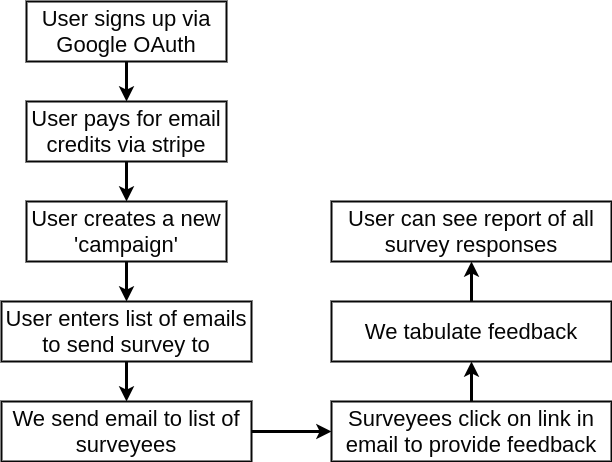 User signs up via
Google OAuth
User pays for email
credits via stripe
User creates a new
'campaign'
User enters list of emails
to send survey to
We send email to list of
surveyees
Surveyees click on link in
email to provide feedback
We tabulate feedback
User can see report of all
survey responses